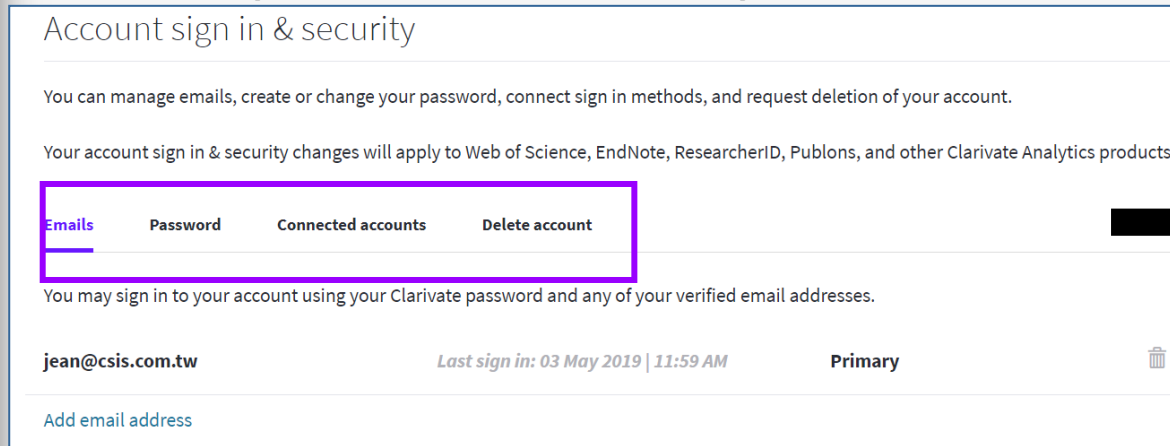 Account sign in & security
You can manage emails, create or change your password, connect sign in methods, and request deletion of your account.
Your account sign in & security changes will apply to Web of Science, EndNote, ResearcherID, Publons, and other Clarivate Analytics products
Emails Password Connected accounts Delete account
You may sign in to your account using your Clarivate password and any of your verified email addresses.
jean@csis.com.tw Last sign in: 03 May 2019 | 11:59 AM Primary
Add email address